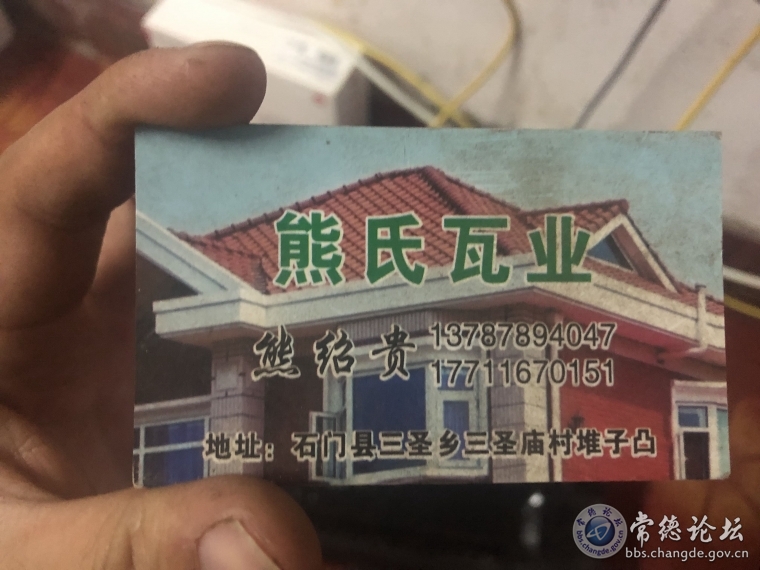 熊氏瓦业
熊绍贵 13787894047
17711670151
地址：石门县三圣乡三圣庙村堆子凸
常德论坛
bbs.changde.gov.cn